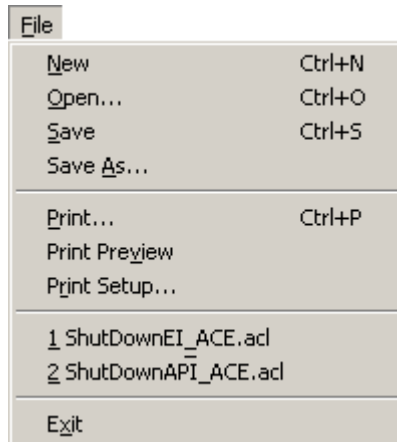 File
New Ctrl+N
Open... Ctrl+O
Save Ctrl+S
Save As...
Print... Ctrl+P
Print Preview
Print Setup...
1 ShutDownEI_ACE.acl
2 ShutDownAPI_ACE.acl
Exit